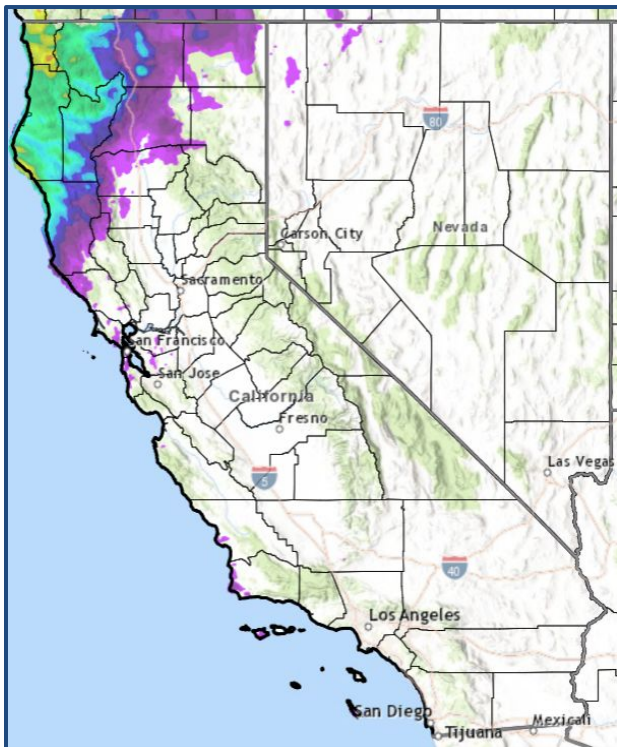 80
Nevada
Carson City
Sacramento
San Francisco
San Jose
California
Fresno
Las Vegas
5
40
Los Angeles
San Diego
Tijuana
Mexicali